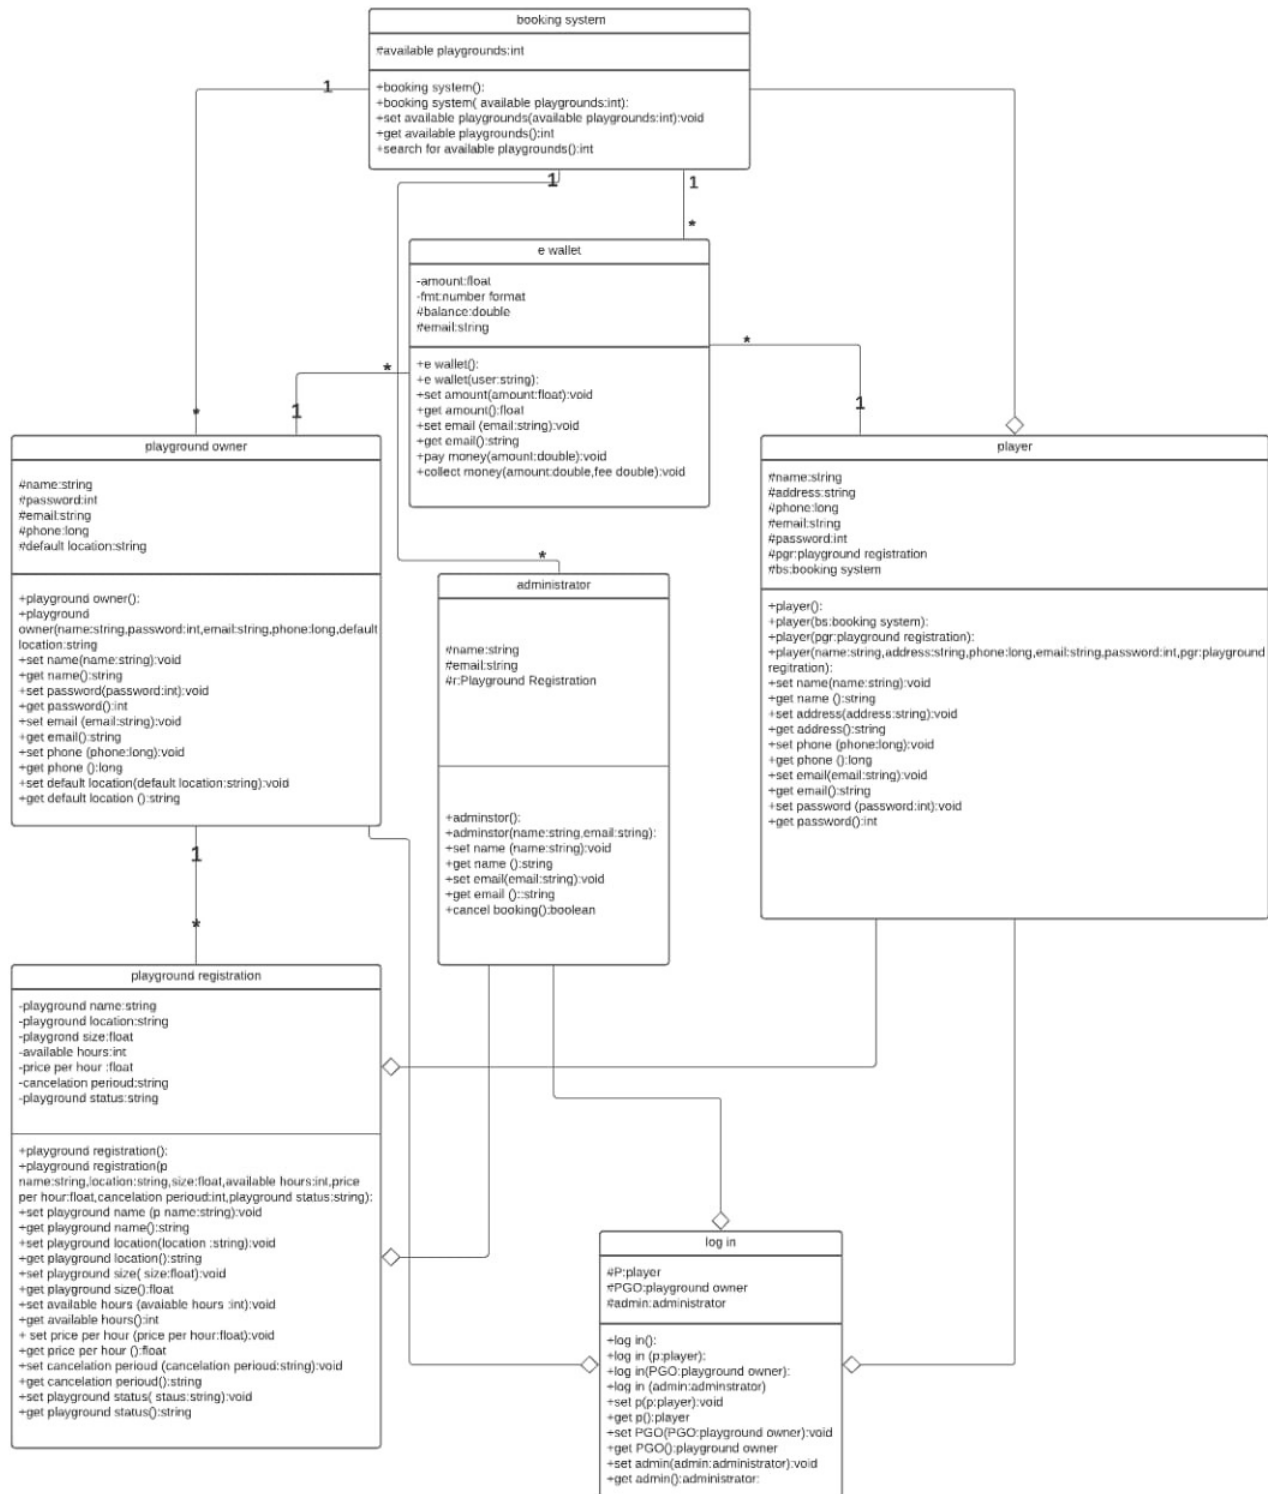 booking system
#available playgrounds:int
+booking system():
+booking system( available playgrounds:int):
+set available playgrounds(available playgrounds:int):void
+get available playgrounds():int
+search for available playgrounds():int
1
1
1
*
e wallet
-amount:float
-fmt:number format
#balance:double
#email:string
+e wallet():
+e wallet(user:string):
+set amount(amount:float):void
+get amount():float
+set email (email:string):void
+get email():string
+pay money(amount:double):void
+collect money(amount:double,fee double):void
*
1
*
1
*
*
playground owner
#name:string
#password:int
#email:string
#phone:long
#default location:string
+playground owner():
+playground
owner(name:string,password:int,email:string,phone:long,default
location:string
+set name(name:string):void
+get name():string
+set password(password:int):void
+get password():int
+set email (email:string):void
+get email():string
+set phone (phone:long):void
+get phone ():long
+set default location(default location:string):void
+get default location ():string
administrator
#name:string
#email:string
#r:Playground Registration
+adminstor():
+adminstor(name:string,email:string):
+set name (name:string):void
+get name ():string
+set email(email:string):void
+get email ()::string
+cancel booking():boolean
player
#name:string
#address:string
#phone:long
#email:string
#password:int
#pgr:playground registration
#bs:booking system
+player():
+player(bs:booking system):
+player(pgr:playground registration):
+player(name:string,address:string,phone:long,email:string,password:int,pgr:playground
regitration):
+set name(name:string):void
+get name ():string
+set address(address:string):void
+get address():string
+set phone (phone:long):void
+get phone ():long
+set email(email:string):void
+get email():string
+set password (password:int):void
+get password():int
1
*
playground registration
-playground name:string
-playground location:string
-playgrond size:float
-available hours:int
-price per hour :float
-cancelation perioud:string
-playground status:string
+playground registration():
+playground registration(p
name:string,location:string,size:float,available hours:int,price
per hour:float,cancelation perioud:int,playground status:string):
+set playground name (p name:string):void
+get playground name():string
+set playground location(location :string):void
+get playground location():string
+set playground size( size:float):void
+get playground size():float
+set available hours (avaiable hours :int):void
+get available hours():int
+ set price per hour (price per hour:float):void
+get price per hour ():float
+set cancelation perioud (cancelation perioud:string):void
+get cancelation perioud():string
+set playground status( staus:string):void
+get playground status():string
log in
#P:player
#PGO:playground owner
#admin:administrator
+log in():
+log in (p:player):
+log in(PGO:playground owner):
+log in (admin:adminstrator)
+set p(p:player):void
+get p():player
+set PGO(PGO:playground owner):void
+get PGO():playground owner
+set admin(admin:administrator):void
+get admin():administrator: